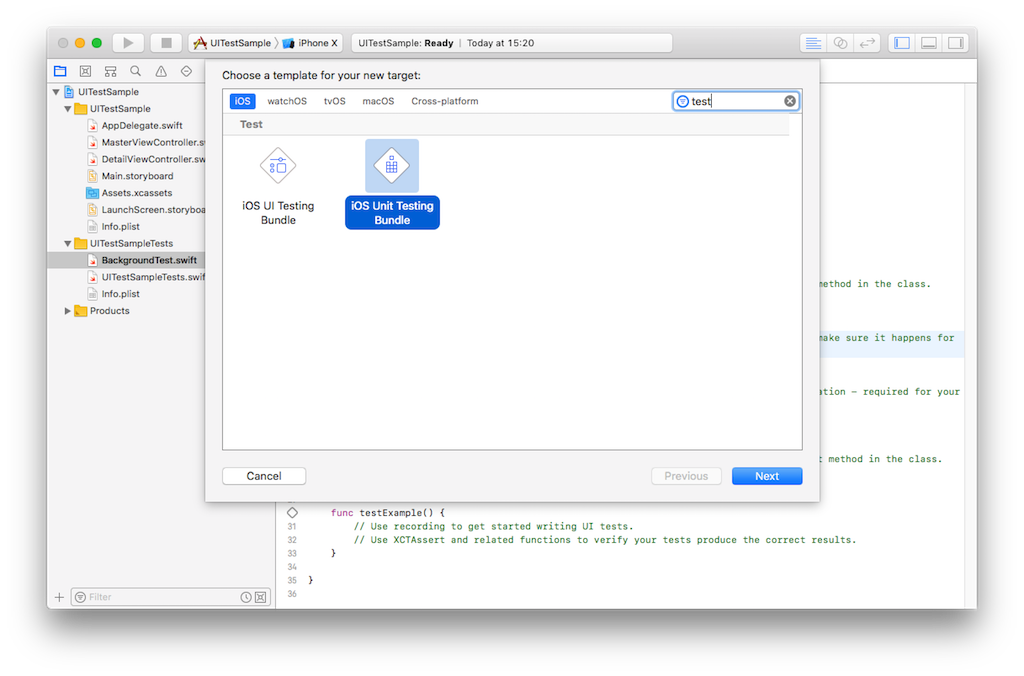 UITestSample
iPhone X
UITestSample: Ready | Today at 15:20
UITestSample
UITestSample
AppDelegate.swift
MasterViewController.s
DetailViewController.sw
Main.storyboard
Assets.xcassets
LaunchScreen.storyboa
Info.plist
UITestSampleTests
BackgroundTest.swift
UITestSampleTests.swif
Info.plist
Products
Filter
Choose a template for your new target:
iOS watchOS tvOS macOS Cross-platform
test
Test
iOS UI Testing
Bundle
iOS Unit Testing
Bundle
Cancel
Previous
Next
method in the class.
make sure it happens for
ation – required for your
t method in the class.
func testExample() {
31 // Use recording to get started writing UI tests.
32 // Use XCTAssert and related functions to verify your tests produce the correct results.
33 }
34
35 }
36